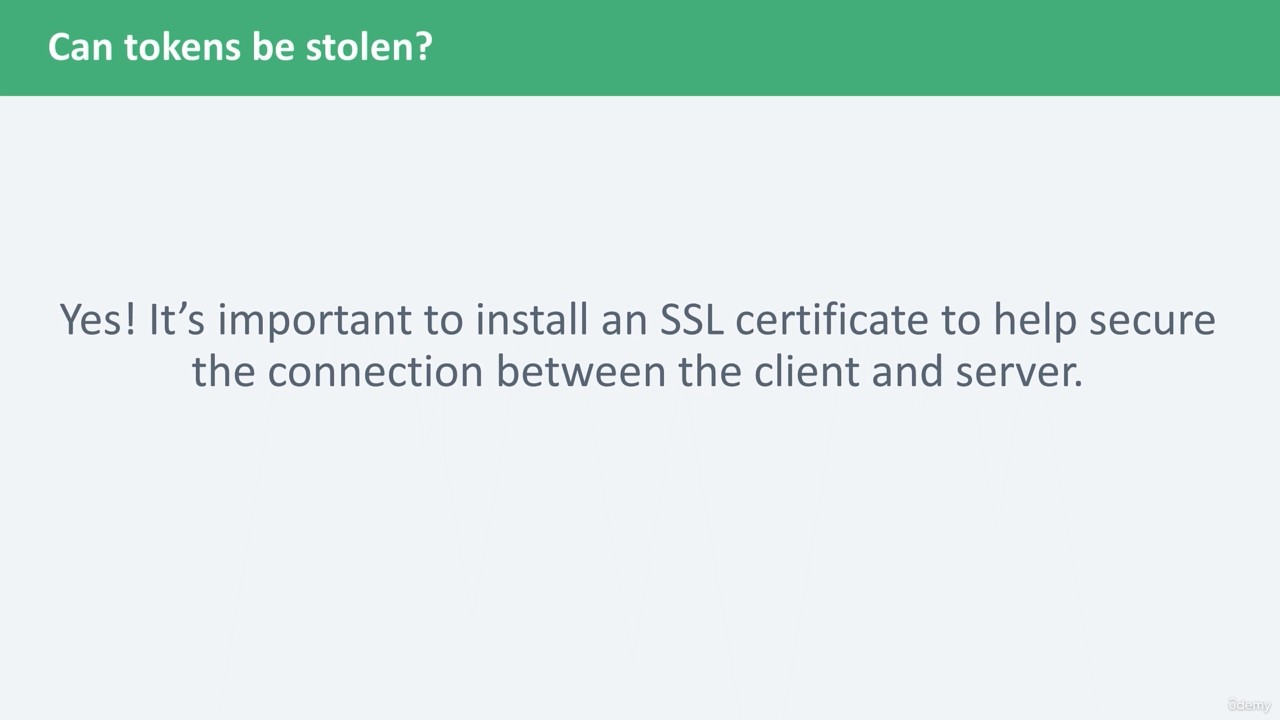 Can tokens be stolen?
Yes! It’s important to install an SSL certificate to help secure
the connection between the client and server.
ûdemy